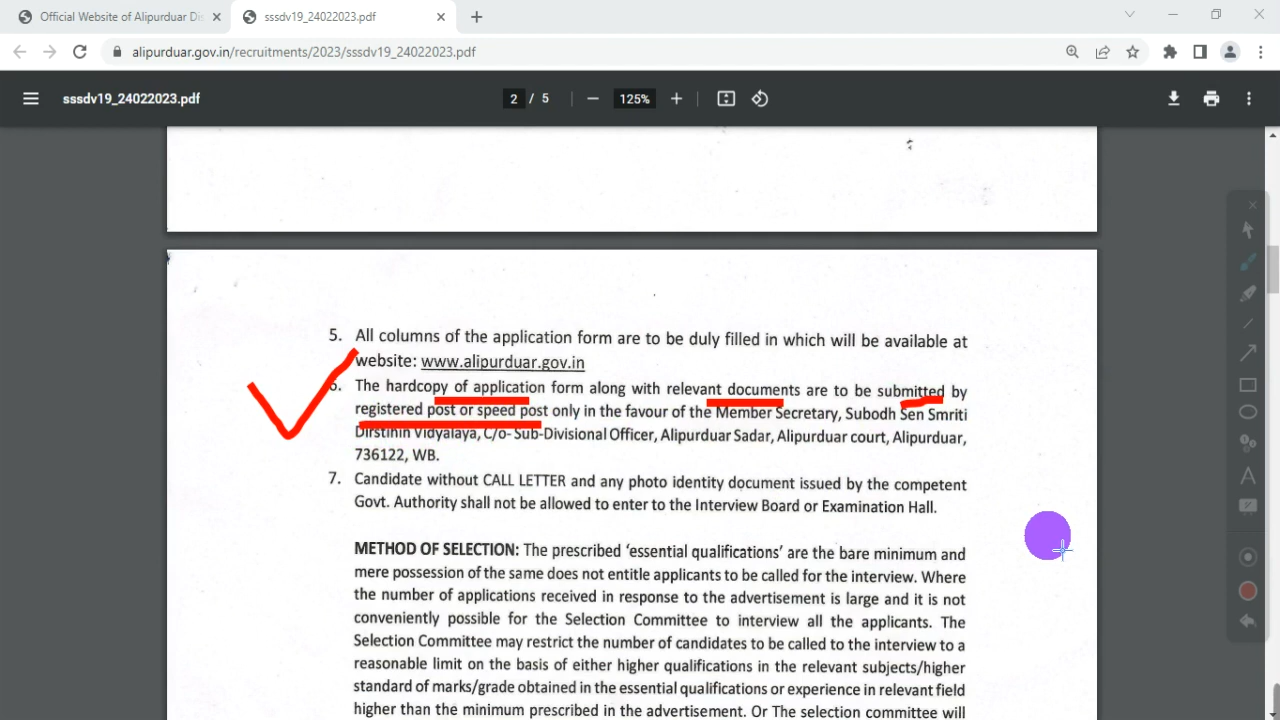 Official Website of Alipurduar Dis
sssdv19_24022023.pdf
alipurduar.gov.in/recruitments/2023/sssdv19_24022023.pdf
sssdv19_24022023.pdf
2 / 5
125%
5. All columns of the application form are to be duly filled in which will be available at
website: www.alipurduar.gov.in
6. The hardcopy of application form along with relevant documents are to be submitted by
registered post or speed post only in the favour of the Member Secretary, Subodh Sen Smriti
Dirstihin Vidyalaya, C/o- Sub-Divisional Officer, Alipurduar Sadar, Alipurduar court, Alipurduar,
736122, WB.
7. Candidate without CALL LETTER and any photo identity document issued by the competent
Govt. Authority shall not be allowed to enter to the Interview Board or Examination Hall.
METHOD OF SELECTION: The prescribed ‘essential qualifications’ are the bare minimum and
mere possession of the same does not entitle applicants to be called for the interview. Where
the number of applications received in response to the advertisement is large and it is not
conveniently possible for the Selection Committee to interview all the applicants. The
Selection Committee may restrict the number of candidates to be called to the interview to a
reasonable limit on the basis of either higher qualifications in the relevant subjects/higher
standard of marks/grade obtained in the essential qualifications or experience in relevant field
higher than the minimum prescribed in the advertisement. Or The selection committee will